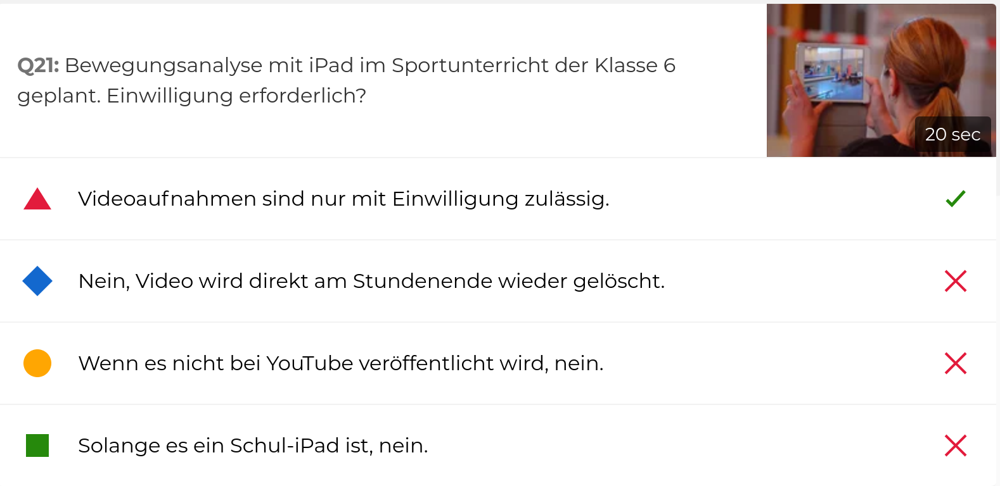 Q21: Bewegungsanalyse mit iPad im Sportunterricht der Klasse 6
geplant. Einwilligung erforderlich?
20 sec
Videoaufnahmen sind nur mit Einwilligung zulässig.
Nein, Video wird direkt am Stundenende wieder gelöscht.
Wenn es nicht bei YouTube veröffentlicht wird, nein.
Solange es ein Schul-iPad ist, nein.